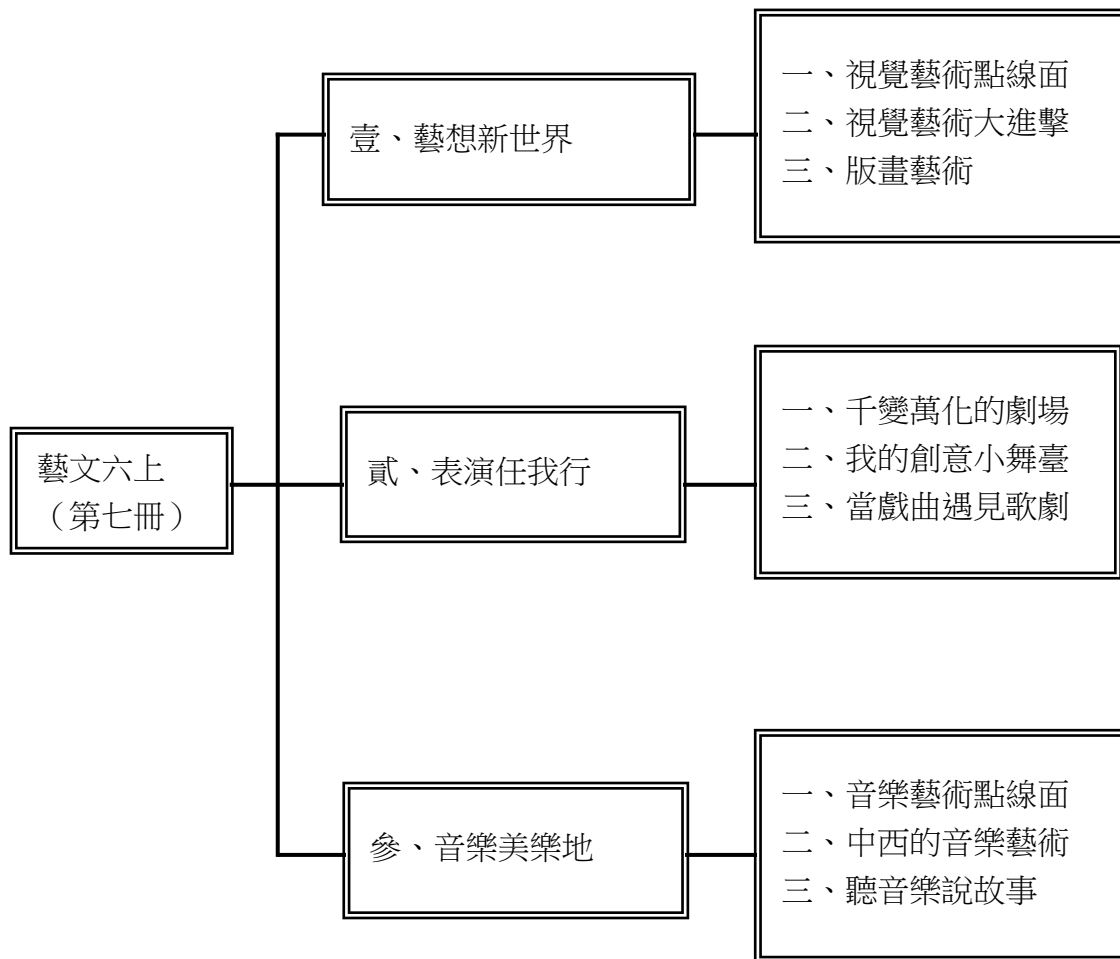 藝文六上
（第七冊）
壹、藝想新世界
一、視覺藝術點線面
二、視覺藝術大進擊
三、版畫藝術
貳、表演任我行
一、千變萬化的劇場
二、我的創意小舞臺
三、當戲曲遇見歌劇
參、音樂美樂地
一、音樂藝術點線面
二、中西的音樂藝術
三、聽音樂說故事